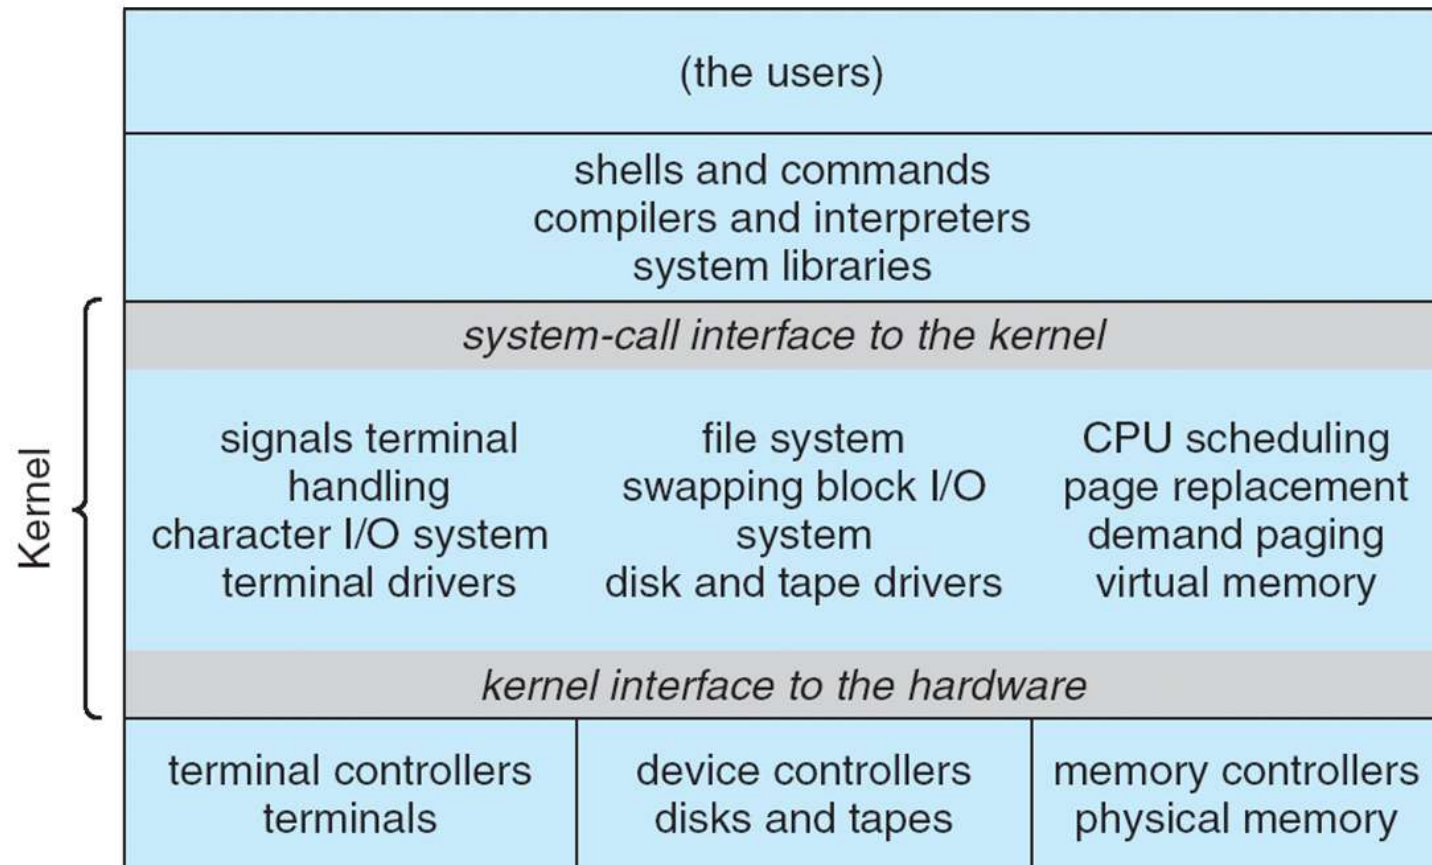 (the users)
shells and commands
compilers and interpreters
system libraries
Kernel
system-call interface to the kernel
signals terminal
handling
character I/O system
terminal drivers
file system
swapping block I/O
system
disk and tape drivers
CPU scheduling
page replacement
demand paging
virtual memory
kernel interface to the hardware
terminal controllers
terminals
device controllers
disks and tapes
memory controllers
physical memory